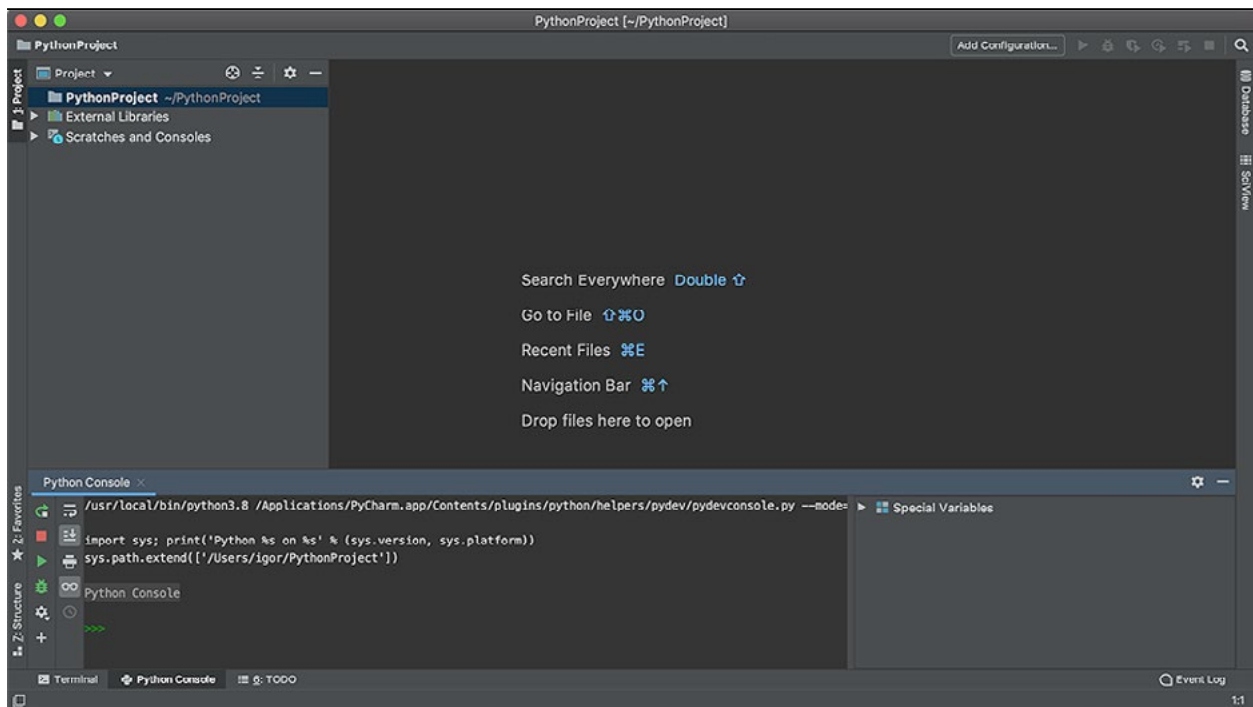 PythonProject [~/PythonProject]
PythonProject
Add Configuration...
1: Project
Project
PythonProject ~/PythonProject
External Libraries
Scratches and Consoles
Database
SciView
Search Everywhere Double ⇧
Go to File ⇧⌘O
Recent Files ⌘E
Navigation Bar ⌘↑
Drop files here to open
2: Favorites
Z: Structure
Python Console
/usr/local/bin/python3.8 /Applications/PyCharm.app/Contents/plugins/python/helpers/pydev/pydevconsole.py --mode=
import sys; print('Python %s on %s' % (sys.version, sys.platform))
sys.path.extend(['/Users/igor/PythonProject'])
Python Console
>>>
Special Variables
Terminal
Python Console
6: TODO
Event Log
1:1